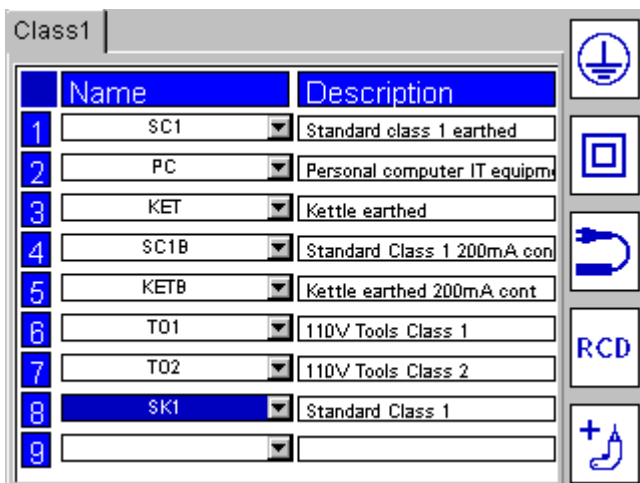 Class1
Name Description
1 SC1 Standard class 1 earthed
2 PC Personal computer IT equipm
3 KET Kettle earthed
4 SC1B Standard Class 1 200mA con
5 KETB Kettle earthed 200mA cont
6 TO1 110V Tools Class 1
7 TO2 110V Tools Class 2
8 SK1 Standard Class 1
9
RCD